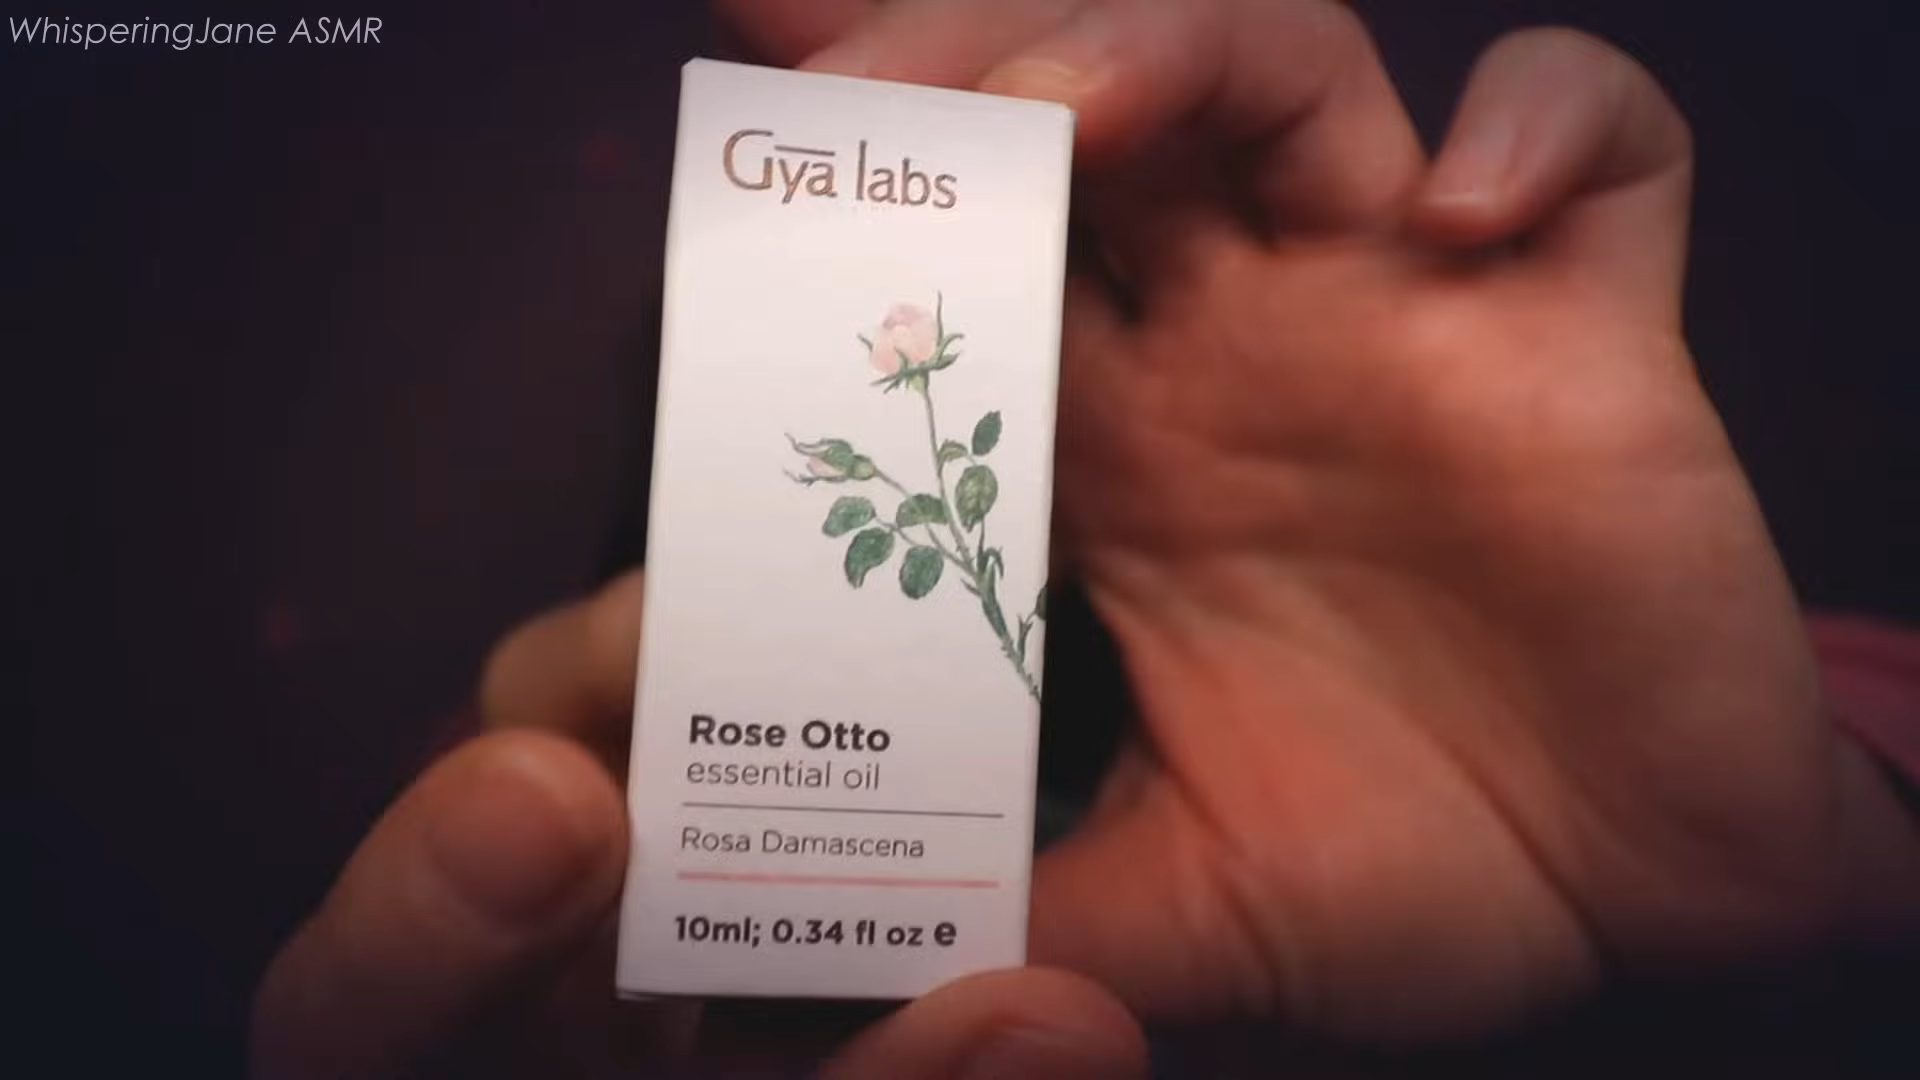 WhisperingJane ASMR
Gya labs
Rose Otto
essential oil
Rosa Damascena
10ml; 0.34 fl oz e